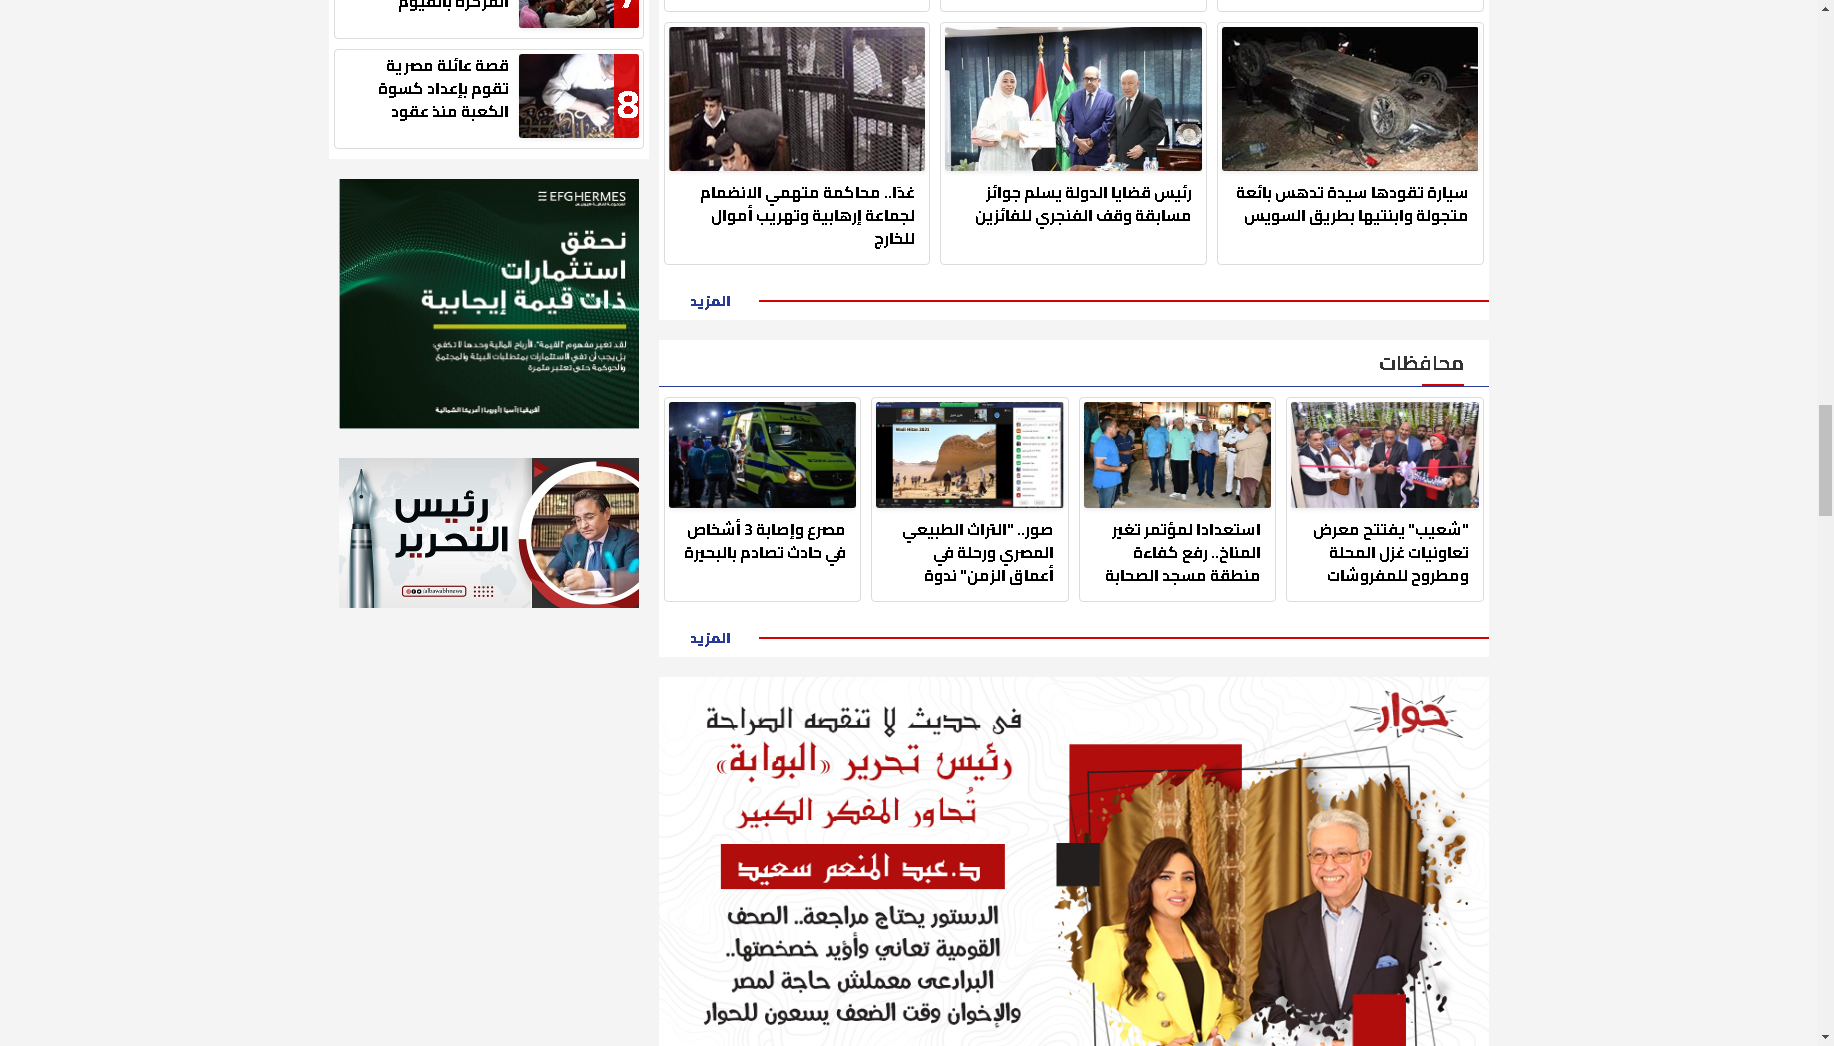 سيارة تقودها سيدة تدهس بائعة
متجولة وابنتيها بطريق السويس
رئيس قضايا الدولة يسلم جوائز
مسابقة وقف الفنجري للفائزين
غدًا.. محاكمة متهمي الانضمام
لجماعة إرهابية وتهريب أموال
للخارج
المزيد
محافظات
"شعيب" يفتتح معرض
تعاونيات غزل المحلة
ومطروح للمفروشات
استعدادا لمؤتمر تغير
المناخ.. رفع كفاءة
منطقة مسجد الصحابة
صور.. "التراث الطبيعي
المصري ورحلة في
أعماق الزمن" ندوة
مصرع وإصابة 3 أشخاص
في حادث تصادم بالبحيرة
المزيد
حوار
فى حديث لا تنقصه الصراحة
رئيس تحرير «البوابة»
تُحاور المفكر الكبير
د.عبد المنعم سعيد
الدستور يحتاج مراجعة.. الصحف
القومية تعاني وأؤيد خصخصتها..
البرادعى معملش حاجة لمصر
والإخوان وقت الضعف يسعون للحوار
المركزة بالفيوم
8
قصة عائلة مصرية
تقوم بإعداد كسوة
الكعبة منذ عقود
EFGHERMES
نحقق
استثمارات
ذات قيمة إيجابية
لقد تغير مفهوم "القيمة"، الأرباح المالية وحدها لا تكفي،
بل يجب أن تفي الاستثمارات بمتطلبات البيئة والمجتمع
والحوكمة حتى تعتبر مثمرة
أفريقيا | آسيا | أوروبا | أمريكا الشمالية
رئيس
التحرير
/albawabhnews